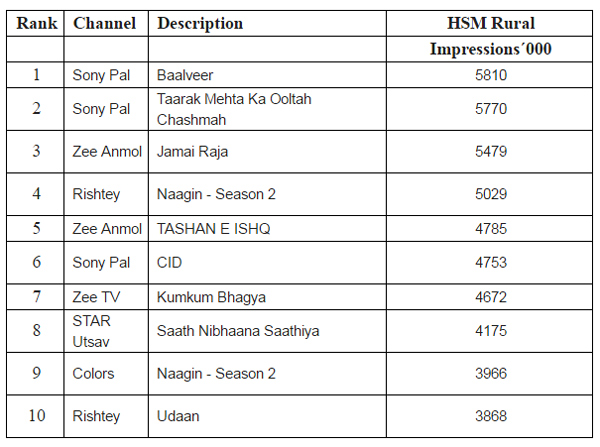 Rank Channel Description HSM Rural
Impressions´000
1 Sony Pal Baalveer 5810
2 Sony Pal Taarak Mehta Ka Ooltah
Chashmah 5770
3 Zee Anmol Jamai Raja 5479
4 Rishtey Naagin - Season 2 5029
5 Zee Anmol TASHAN E ISHQ 4785
6 Sony Pal CID 4753
7 Zee TV Kumkum Bhagya 4672
8 STAR
Utsav Saath Nibhaana Saathiya 4175
9 Colors Naagin - Season 2 3966
10 Rishtey Udaan 3868